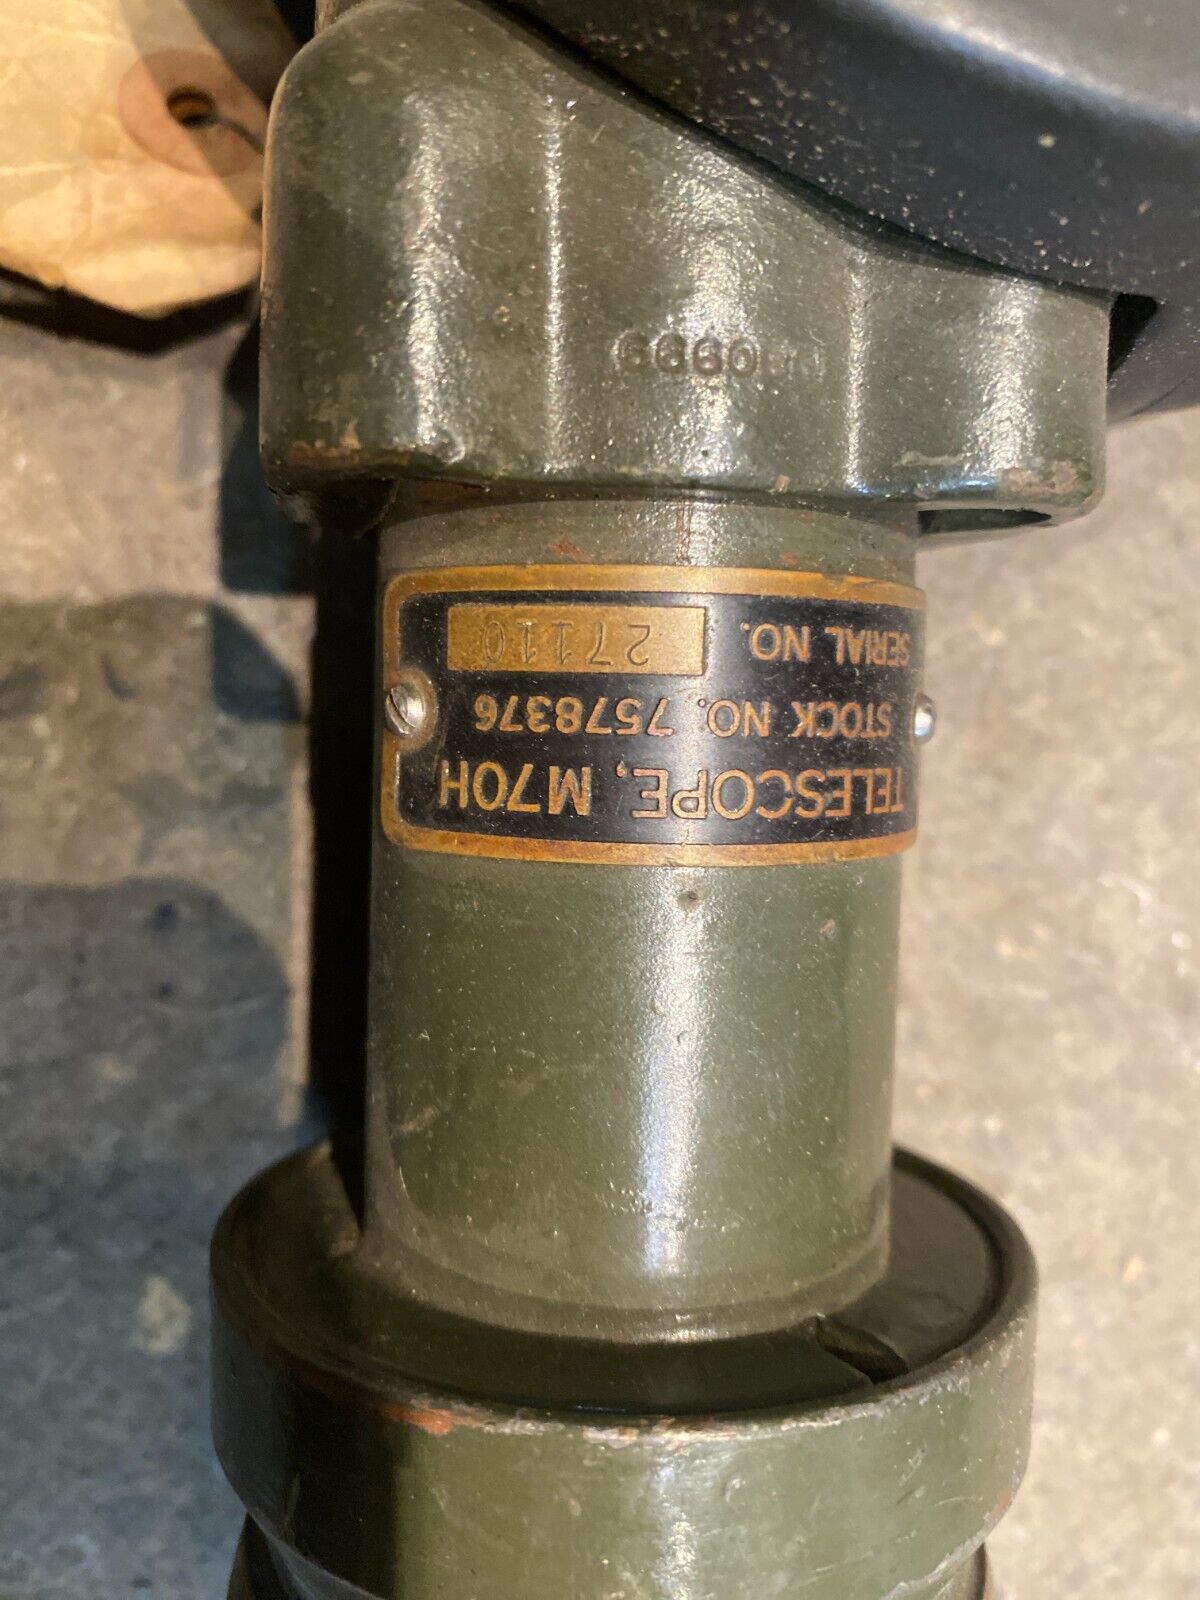 TELESCOPE, M70H
STOCK NO. 7578376
SERIAL NO. 27110